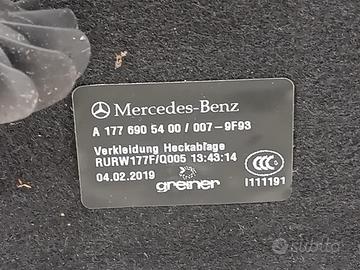 Mercedes-Benz
A 177 690 54 00 / 007-9F93
Verkleidung Heckablage
RURW177F/Q005 13:43:14
04.02.2019
greiner
I111191
subito